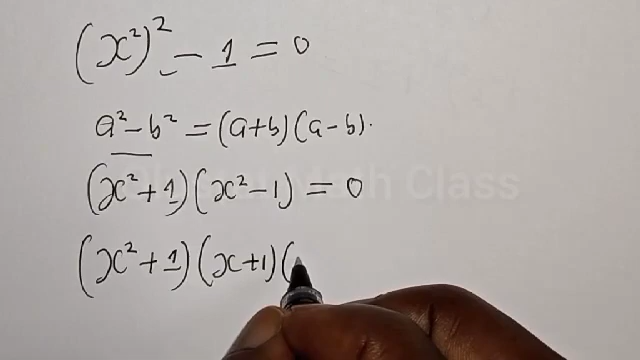 (x²)² - 1 = 0
a² - b² = (a+b)(a-b).
(x² + 1)(x² - 1) = 0
(x² + 1)(x + 1)(